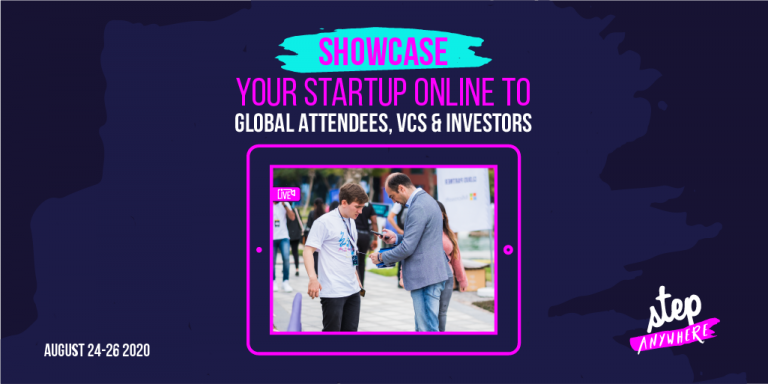 SHOWCASE
YOUR STARTUP ONLINE TO
GLOBAL ATTENDEES, VCS & INVESTORS
LIVE
step
ANYWHERE
AUGUST 24-26 2020